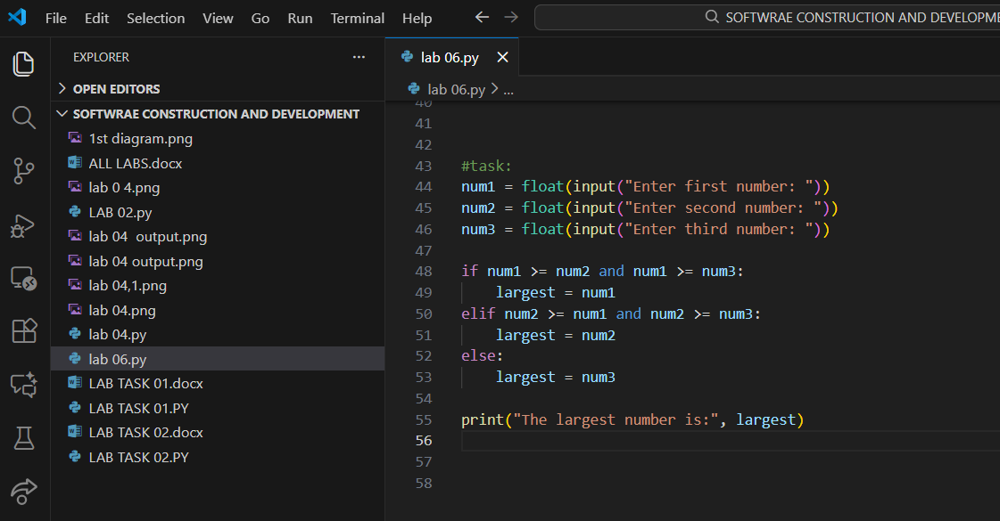 File Edit Selection View Go Run Terminal Help
SOFTWRAE CONSTRUCTION AND DEVELOPME
EXPLORER
OPEN EDITORS
SOFTWRAE CONSTRUCTION AND DEVELOPMENT
1st diagram.png
ALL LABS.docx
lab 0 4.png
LAB 02.py
lab 04  output.png
lab 04 output.png
lab 04,1.png
lab 04.png
lab 04.py
lab 06.py
LAB TASK 01.docx
LAB TASK 01.PY
LAB TASK 02.docx
LAB TASK 02.PY
lab 06.py
lab 06.py > ...
40
41
42
43 #task:
44 num1 = float(input("Enter first number: "))
45 num2 = float(input("Enter second number: "))
46 num3 = float(input("Enter third number: "))
47
48 if num1 >= num2 and num1 >= num3:
49     largest = num1
50 elif num2 >= num1 and num2 >= num3:
51     largest = num2
52 else:
53     largest = num3
54
55 print("The largest number is:", largest)
56
57
58